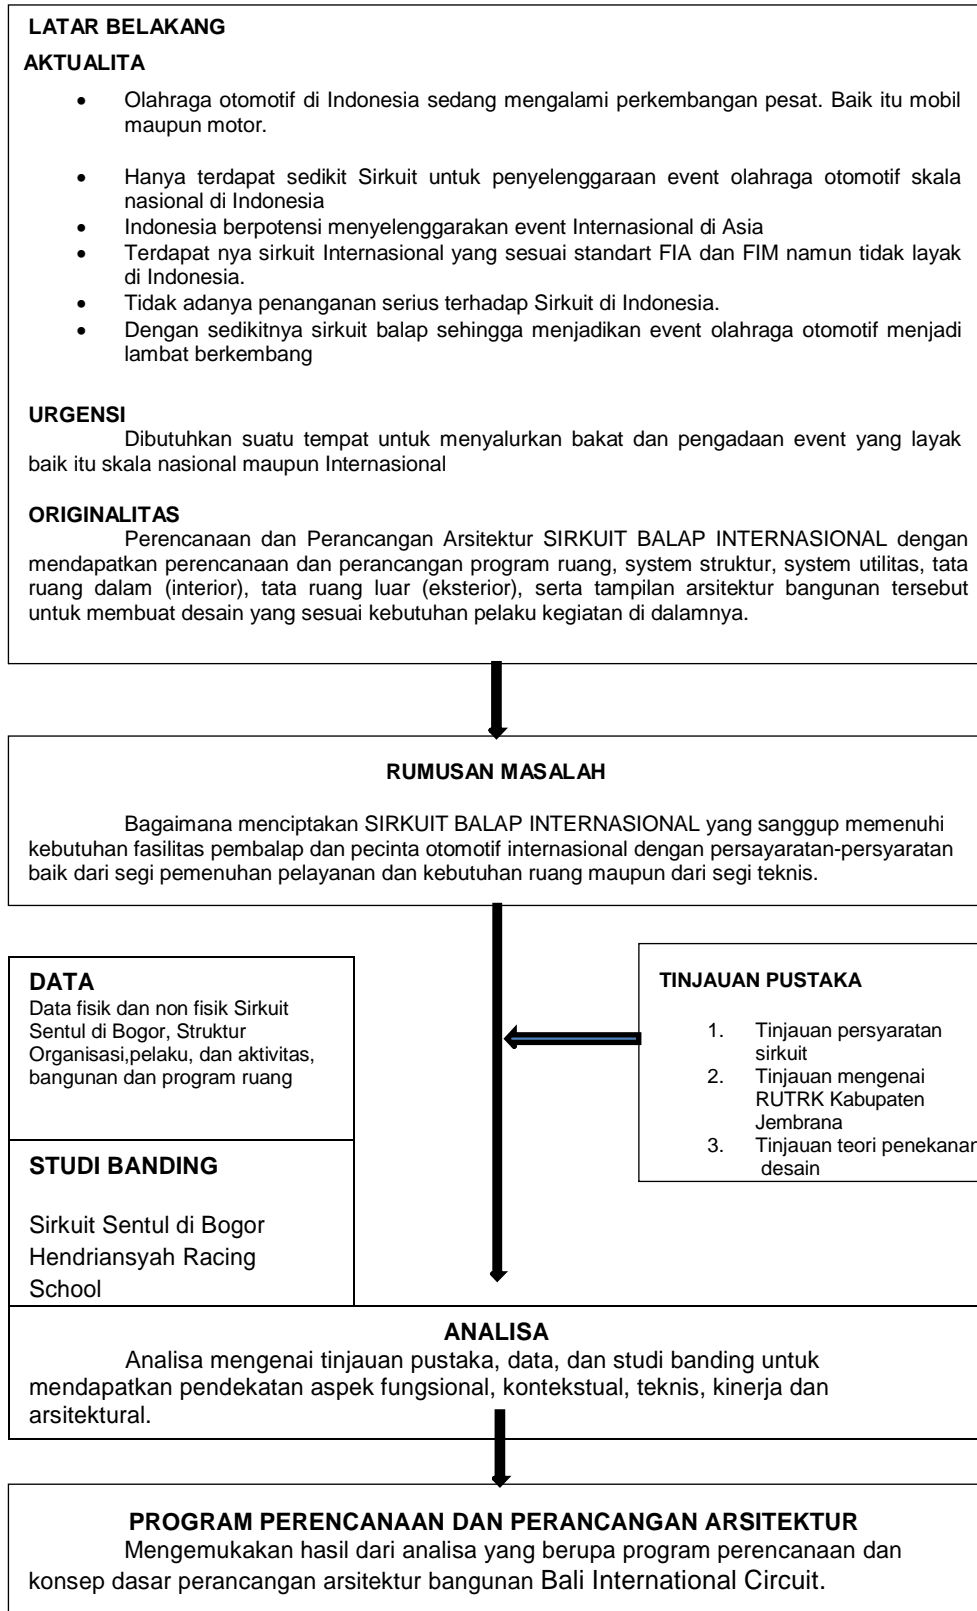 LATAR BELAKANG
AKTUALITA
• Olahraga otomotif di Indonesia sedang mengalami perkembangan pesat. Baik itu mobil
maupun motor.
• Hanya terdapat sedikit Sirkuit untuk penyelenggaraan event olahraga otomotif skala
nasional di Indonesia
• Indonesia berpotensi menyelenggarakan event Internasional di Asia
• Terdapat nya sirkuit Internasional yang sesuai standart FIA dan FIM namun tidak layak
di Indonesia.
• Tidak adanya penanganan serius terhadap Sirkuit di Indonesia.
• Dengan sedikitnya sirkuit balap sehingga menjadikan event olahraga otomotif menjadi
lambat berkembang
URGENSI
Dibutuhkan suatu tempat untuk menyalurkan bakat dan pengadaan event yang layak
baik itu skala nasional maupun Internasional
ORIGINALITAS
Perencanaan dan Perancangan Arsitektur SIRKUIT BALAP INTERNASIONAL dengan
mendapatkan perencanaan dan perancangan program ruang, system struktur, system utilitas, tata
ruang dalam (interior), tata ruang luar (eksterior), serta tampilan arsitektur bangunan tersebut
untuk membuat desain yang sesuai kebutuhan pelaku kegiatan di dalamnya.
RUMUSAN MASALAH
Bagaimana menciptakan SIRKUIT BALAP INTERNASIONAL yang sanggup memenuhi
kebutuhan fasilitas pembalap dan pecinta otomotif internasional dengan persayaratan-persyaratan
baik dari segi pemenuhan pelayanan dan kebutuhan ruang maupun dari segi teknis.
DATA
Data fisik dan non fisik Sirkuit
Sentul di Bogor, Struktur
Organisasi,pelaku, dan aktivitas,
bangunan dan program ruang
STUDI BANDING
Sirkuit Sentul di Bogor
Hendriansyah Racing
School
TINJAUAN PUSTAKA
1. Tinjauan persyaratan
sirkuit
2. Tinjauan mengenai
RUTRK Kabupaten
Jembrana
3. Tinjauan teori penekanan
desain
ANALISA
Analisa mengenai tinjauan pustaka, data, dan studi banding untuk
mendapatkan pendekatan aspek fungsional, kontekstual, teknis, kinerja dan
arsitektural.
PROGRAM PERENCANAAN DAN PERANCANGAN ARSITEKTUR
Mengemukakan hasil dari analisa yang berupa program perencanaan dan
konsep dasar perancangan arsitektur bangunan Bali International Circuit.